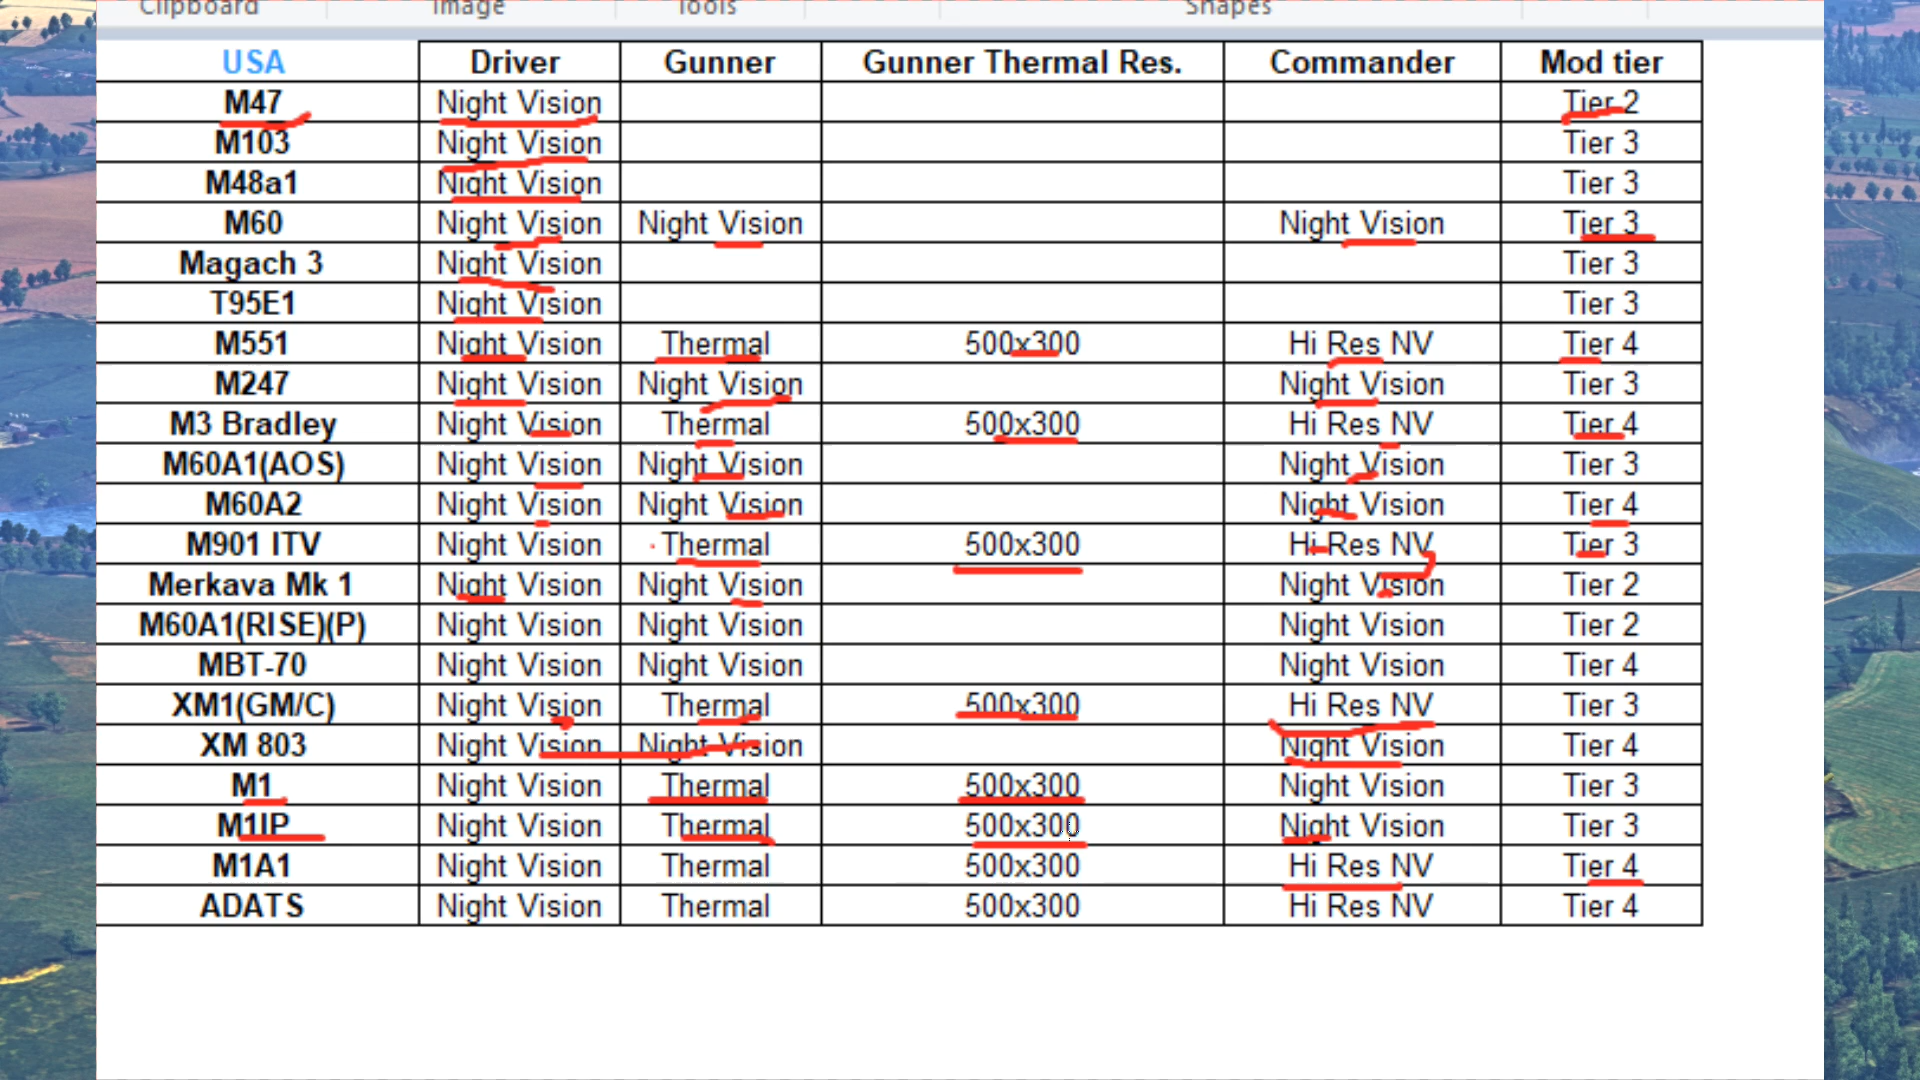 Clipboard Image Tools Shapes
USA Driver Gunner Gunner Thermal Res. Commander Mod tier
M47 Night Vision Tier 2
M103 Night Vision Tier 3
M48a1 Night Vision Tier 3
M60 Night Vision Night Vision Night Vision Tier 3
Magach 3 Night Vision Tier 3
T95E1 Night Vision Tier 3
M551 Night Vision Thermal 500x300 Hi Res NV Tier 4
M247 Night Vision Night Vision Night Vision Tier 3
M3 Bradley Night Vision Thermal 500x300 Hi Res NV Tier 4
M60A1(AOS) Night Vision Night Vision Night Vision Tier 3
M60A2 Night Vision Night Vision Night Vision Tier 4
M901 ITV Night Vision Thermal 500x300 Hi Res NV Tier 3
Merkava Mk 1 Night Vision Night Vision Night Vision Tier 2
M60A1(RISE)(P) Night Vision Night Vision Night Vision Tier 2
MBT-70 Night Vision Night Vision Night Vision Tier 4
XM1(GM/C) Night Vision Thermal 500x300 Hi Res NV Tier 3
XM 803 Night Vision Night Vision Night Vision Tier 4
M1 Night Vision Thermal 500x300 Night Vision Tier 3
M1IP Night Vision Thermal 500x300 Night Vision Tier 3
M1A1 Night Vision Thermal 500x300 Hi Res NV Tier 4
ADATS Night Vision Thermal 500x300 Hi Res NV Tier 4